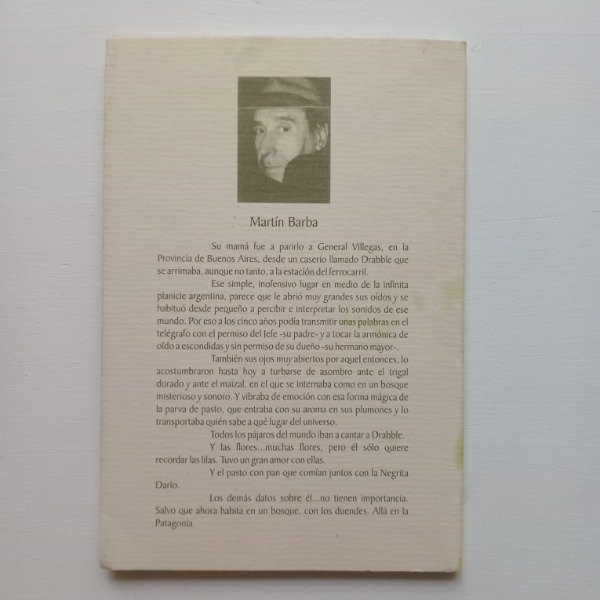 Martín Barba
Su mamá fue a parirlo a General Villegas, en la
Provincia de Buenos Aires, desde un caserío llamado Drabble que
se arrimaba, aunque no tanto, a la estación del ferrocarril.
Ese simple, inofensivo lugar en medio de la infinita
planicie argentina, parece que le abrió muy grandes sus oídos y se
habituó desde pequeño a percibir e interpretar los sonidos de ese
mundo. Por eso a los cinco años podía transmitir unas palabras en el
telégrafo con el permiso del Jefe -su padre- y a tocar la armónica de
oído a escondidas y sin permiso de su dueño -su hermano mayor-.
También sus ojos muy abiertos por aquel entonces, lo
acostumbraron hasta hoy a turbarse de asombro ante el trigal
dorado y ante el maizal, en el que se internaba como en un bosque
misterioso y sonoro. Y vibraba de emoción con esa forma mágica de
la parva de pasto, que entraba con su aroma en sus plumones y lo
transportaba quién sabe a qué lugar del universo.
Todos los pájaros del mundo iban a cantar a Drabble.
Y las flores...muchas flores, pero él sólo quiere
recordar las lilas. Tuvo un gran amor con ellas.
Y el pasto con pan que comían juntos con la Negrita
Darío.
Los demás datos sobre él...no tienen importancia.
Salvo que ahora habita en un bosque, con los duendes. Allá en la
Patagonia.